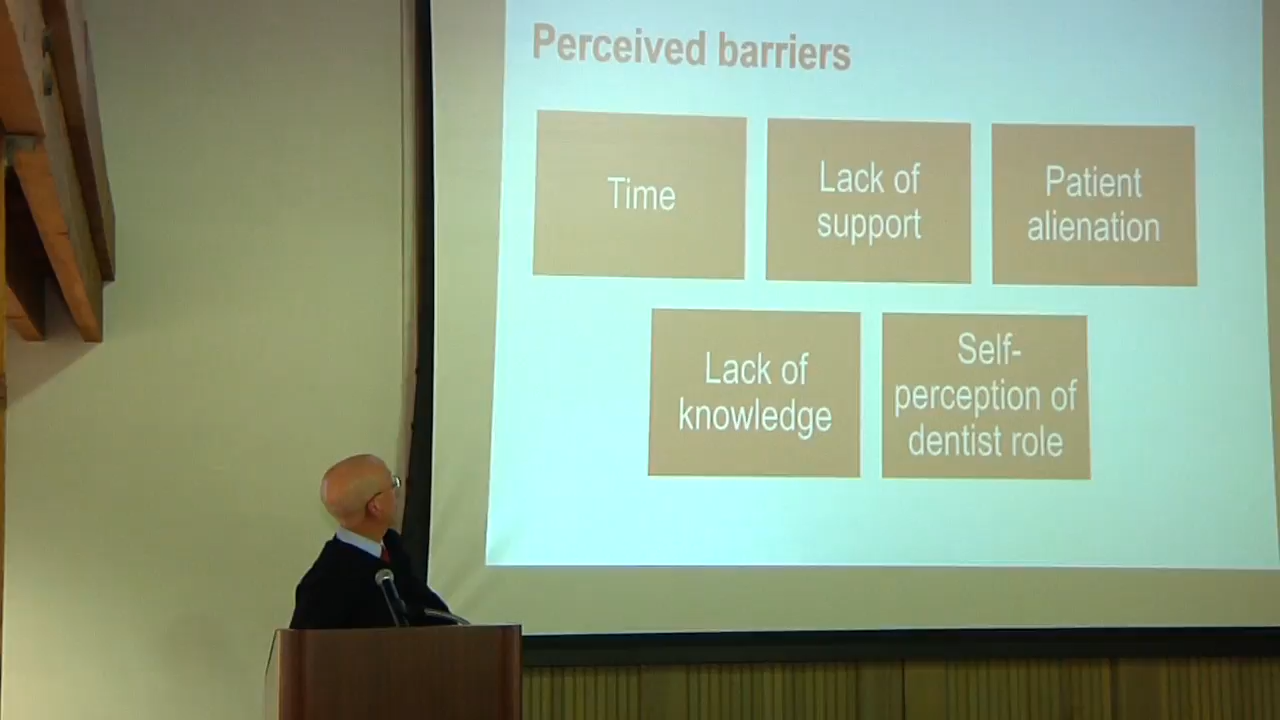 Perceived barriers
Time
Lack of
support
Patient
alienation
Lack of
knowledge
Self-
perception of
dentist role